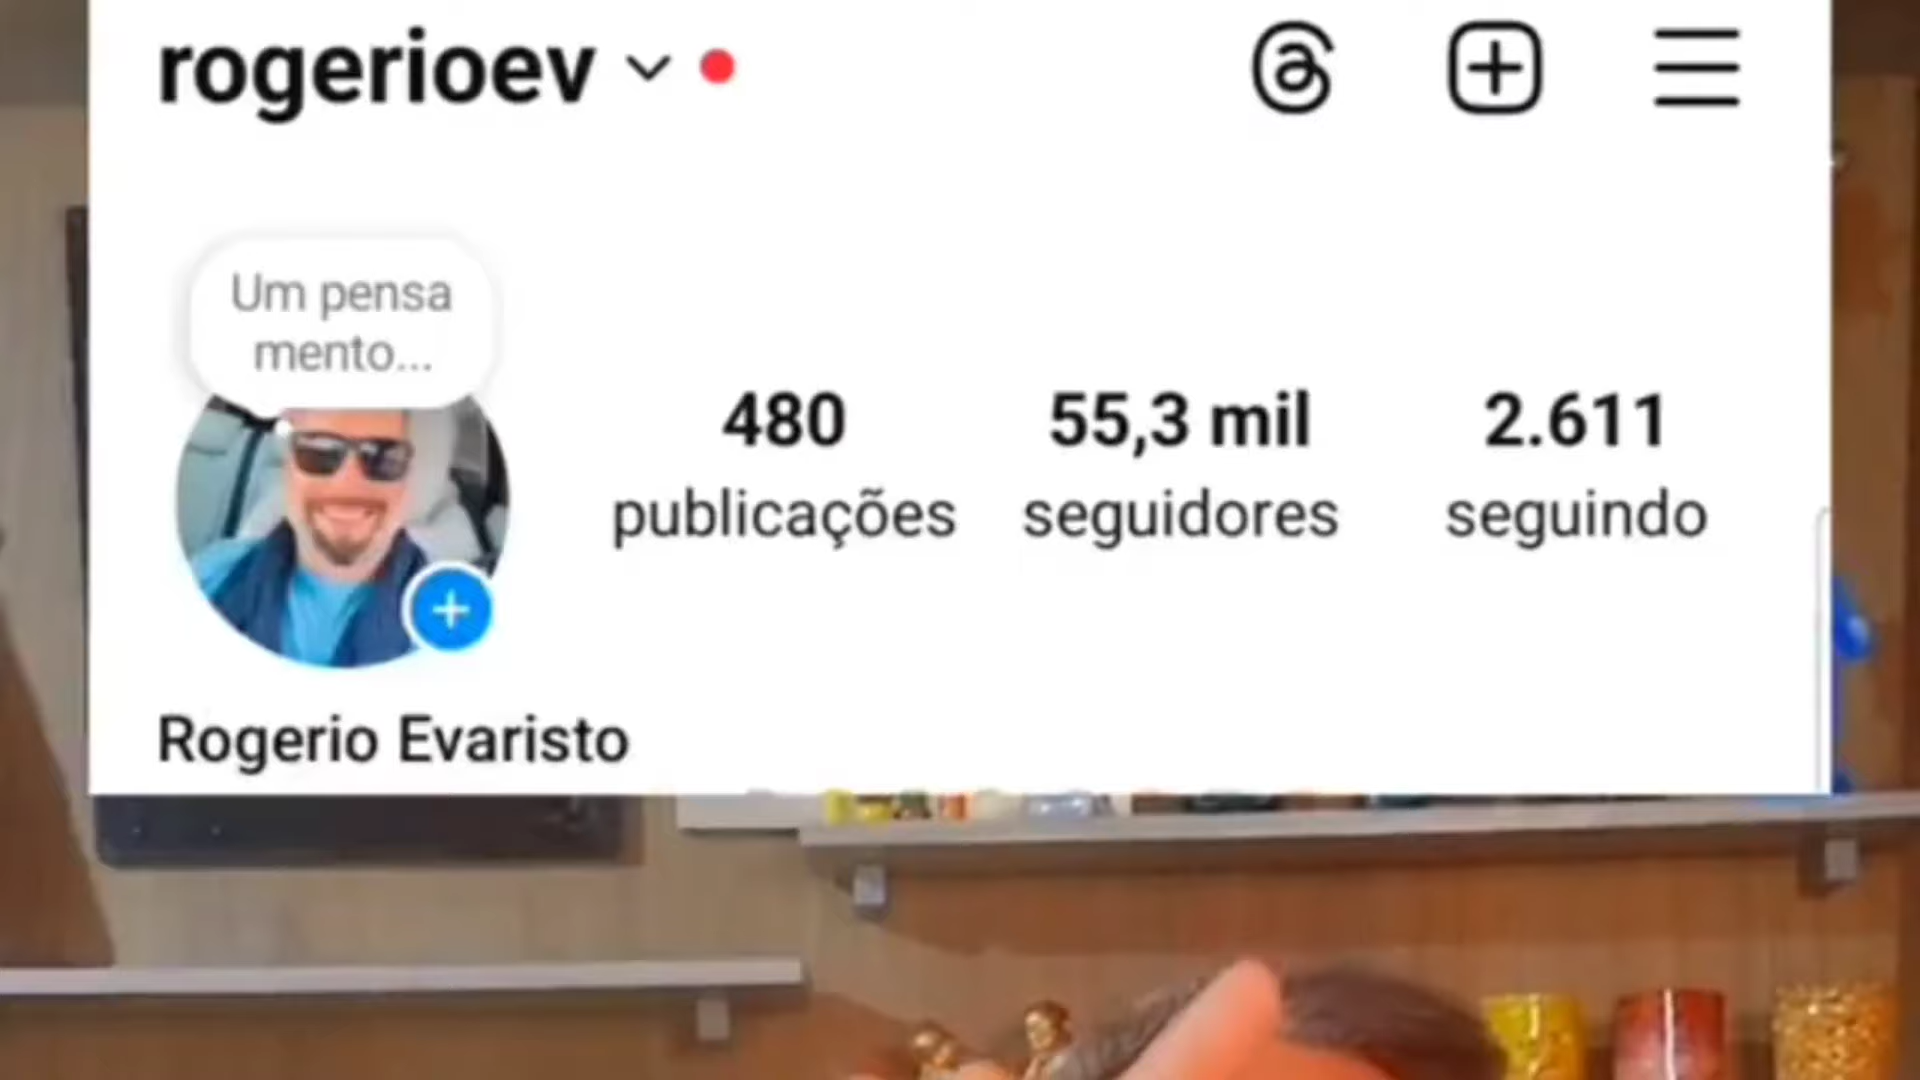 rogerioev
Um pensa
mento...
480
55,3 mil
2.611
publicações
seguidores
seguindo
Rogerio Evaristo